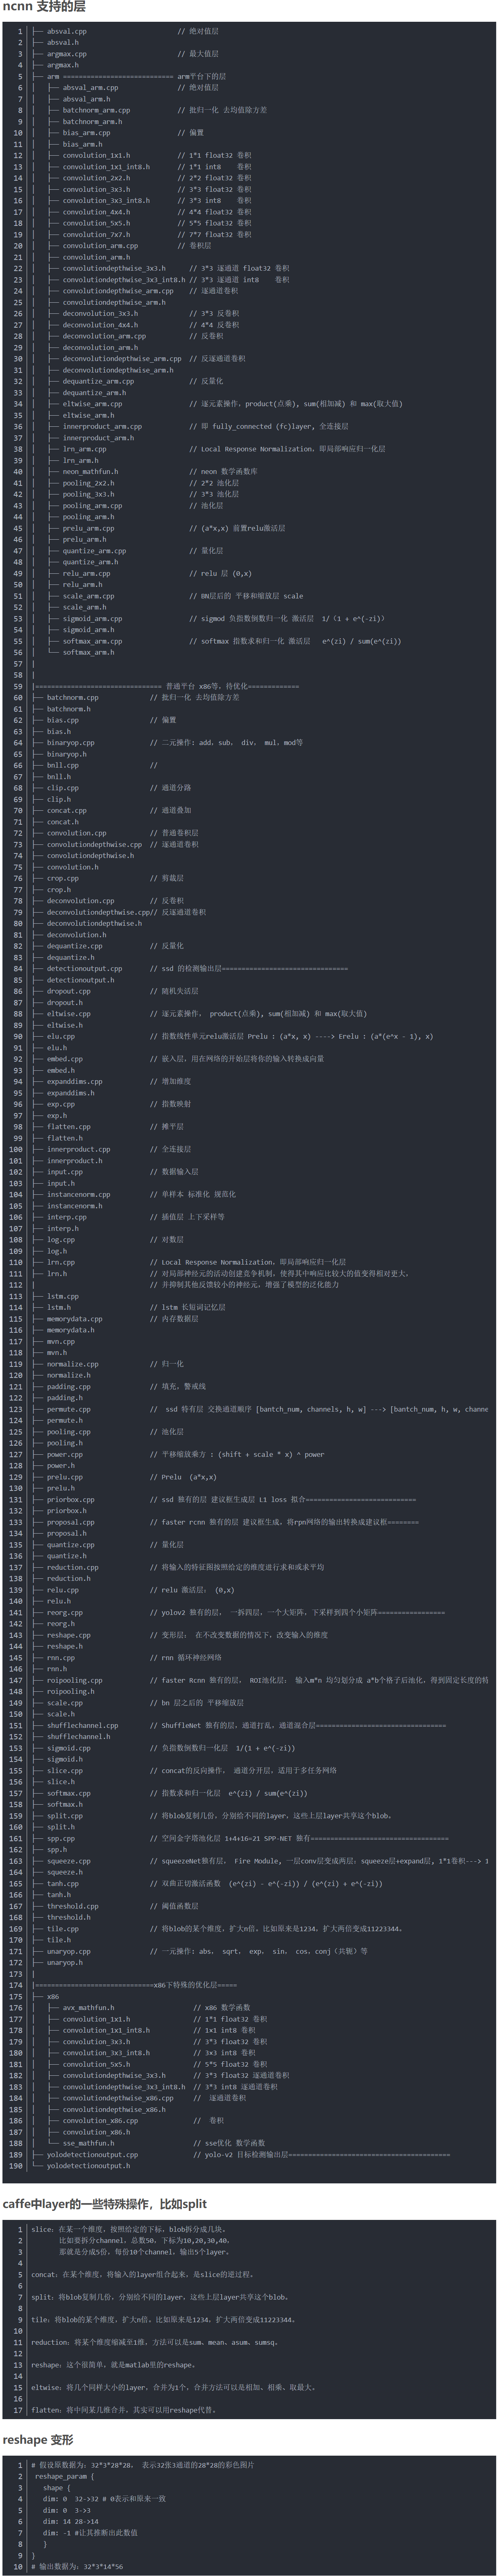 ncnn 支持的层
1 ├── absval.cpp // 绝对值层
2 ├── absval.h
3 ├── argmax.cpp // 最大值层
4 ├── argmax.h
5 ├── arm ============================ arm平台下的层
6 │ ├── absval_arm.cpp // 绝对值层
7 │ ├── absval_arm.h
8 │ ├── batchnorm_arm.cpp // 批归一化 去均值除方差
9 │ ├── batchnorm_arm.h
10 │ ├── bias_arm.cpp // 偏置
11 │ ├── bias_arm.h
12 │ ├── convolution_1x1.h // 1*1 float32 卷积
13 │ ├── convolution_1x1_int8.h // 1*1 int8 卷积
14 │ ├── convolution_2x2.h // 2*2 float32 卷积
15 │ ├── convolution_3x3.h // 3*3 float32 卷积
16 │ ├── convolution_3x3_int8.h // 3*3 int8 卷积
17 │ ├── convolution_4x4.h // 4*4 float32 卷积
18 │ ├── convolution_5x5.h // 5*5 float32 卷积
19 │ ├── convolution_7x7.h // 7*7 float32 卷积
20 │ ├── convolution_arm.cpp // 卷积层
21 │ ├── convolution_arm.h
22 │ ├── convolutiondepthwise_3x3.h // 3*3 逐通道 float32 卷积
23 │ ├── convolutiondepthwise_3x3_int8.h // 3*3 逐通道 int8 卷积
24 │ ├── convolutiondepthwise_arm.cpp // 逐通道卷积
25 │ ├── convolutiondepthwise_arm.h
26 │ ├── deconvolution_3x3.h // 3*3 反卷积
27 │ ├── deconvolution_4x4.h // 4*4 反卷积
28 │ ├── deconvolution_arm.cpp // 反卷积
29 │ ├── deconvolution_arm.h
30 │ ├── deconvolutiondepthwise_arm.cpp // 反逐通道卷积
31 │ ├── deconvolutiondepthwise_arm.h
32 │ ├── dequantize_arm.cpp // 反量化
33 │ ├── dequantize_arm.h
34 │ ├── eltwise_arm.cpp // 逐元素操作，product(点乘), sum(相加减) 和 max(取大值)
35 │ ├── eltwise_arm.h
36 │ ├── innerproduct_arm.cpp // 即 fully_connected (fc)layer, 全连接层
37 │ ├── innerproduct_arm.h
38 │ ├── lrn_arm.cpp // Local Response Normalization，即局部响应归一化层
39 │ ├── lrn_arm.h
40 │ ├── neon_mathfun.h // neon 数学函数库
41 │ ├── pooling_2x2.h // 2*2 池化层
42 │ ├── pooling_3x3.h // 3*3 池化层
43 │ ├── pooling_arm.cpp // 池化层
44 │ ├── pooling_arm.h
45 │ ├── prelu_arm.cpp // (a*x,x) 前置relu激活层
46 │ ├── prelu_arm.h
47 │ ├── quantize_arm.cpp // 量化层
48 │ ├── quantize_arm.h
49 │ ├── relu_arm.cpp // relu 层 (0,x)
50 │ ├── relu_arm.h
51 │ ├── scale_arm.cpp // BN层后的 平移和缩放层 scale
52 │ ├── scale_arm.h
53 │ ├── sigmoid_arm.cpp // sigmod 负指数倒数归一化 激活层 1/（1 + e^(-zi)）
54 │ ├── sigmoid_arm.h
55 │ ├── softmax_arm.cpp // softmax 指数求和归一化 激活层 e^(zi) / sum(e^(zi))
56 │ └── softmax_arm.h
57 |
58 |
59 |================================ 普通平台 x86等，待优化=============
60 ├── batchnorm.cpp // 批归一化 去均值除方差
61 ├── batchnorm.h
62 ├── bias.cpp // 偏置
63 ├── bias.h
64 ├── binaryop.cpp // 二元操作: add，sub， div， mul，mod等
65 ├── binaryop.h
66 ├── bnll.cpp //
67 ├── bnll.h
68 ├── clip.cpp // 通道分路
69 ├── clip.h
70 ├── concat.cpp // 通道叠加
71 ├── concat.h
72 ├── convolution.cpp // 普通卷积层
73 ├── convolutiondepthwise.cpp // 逐通道卷积
74 ├── convolutiondepthwise.h
75 ├── convolution.h
76 ├── crop.cpp // 剪裁层
77 ├── crop.h
78 ├── deconvolution.cpp // 反卷积
79 ├── deconvolutiondepthwise.cpp// 反逐通道卷积
80 ├── deconvolutiondepthwise.h
81 ├── deconvolution.h
82 ├── dequantize.cpp // 反量化
83 ├── dequantize.h
84 ├── detectionoutput.cpp // ssd 的检测输出层================================
85 ├── detectionoutput.h
86 ├── dropout.cpp // 随机失活层
87 ├── dropout.h
88 ├── eltwise.cpp // 逐元素操作， product(点乘), sum(相加减) 和 max(取大值)
89 ├── eltwise.h
90 ├── elu.cpp // 指数线性单元relu激活层 Prelu : (a*x, x) ----> Erelu : (a*(e^x - 1), x)
91 ├── elu.h
92 ├── embed.cpp // 嵌入层，用在网络的开始层将你的输入转换成向量
93 ├── embed.h
94 ├── expanddims.cpp // 增加维度
95 ├── expanddims.h
96 ├── exp.cpp // 指数映射
97 ├── exp.h
98 ├── flatten.cpp // 摊平层
99 ├── flatten.h
100 ├── innerproduct.cpp // 全连接层
101 ├── innerproduct.h
102 ├── input.cpp // 数据输入层
103 ├── input.h
104 ├── instancenorm.cpp // 单样本 标准化 规范化
105 ├── instancenorm.h
106 ├── interp.cpp // 插值层 上下采样等
107 ├── interp.h
108 ├── log.cpp // 对数层
109 ├── log.h
110 ├── lrn.cpp // Local Response Normalization，即局部响应归一化层
111 ├── lrn.h // 对局部神经元的活动创建竞争机制，使得其中响应比较大的值变得相对更大，
112 | // 并抑制其他反馈较小的神经元，增强了模型的泛化能力
113 ├── lstm.cpp
114 ├── lstm.h // lstm 长短词记忆层
115 ├── memorydata.cpp // 内存数据层
116 ├── memorydata.h
117 ├── mvn.cpp
118 ├── mvn.h
119 ├── normalize.cpp // 归一化
120 ├── normalize.h
121 ├── padding.cpp // 填充，警戒线
122 ├── padding.h
123 ├── permute.cpp // ssd 特有层 交换通道顺序 [bantch_num, channels, h, w] ---> [bantch_num, h, w, channe
124 ├── permute.h
125 ├── pooling.cpp // 池化层
126 ├── pooling.h
127 ├── power.cpp // 平移缩放乘方 : (shift + scale * x) ^ power
128 ├── power.h
129 ├── prelu.cpp // Prelu (a*x,x)
130 ├── prelu.h
131 ├── priorbox.cpp // ssd 独有的层 建议框生成层 L1 loss 拟合============================
132 ├── priorbox.h
133 ├── proposal.cpp // faster rcnn 独有的层 建议框生成，将rpn网络的输出转换成建议框========
134 ├── proposal.h
135 ├── quantize.cpp // 量化层
136 ├── quantize.h
137 ├── reduction.cpp // 将输入的特征图按照给定的维度进行求和或求平均
138 ├── reduction.h
139 ├── relu.cpp // relu 激活层： (0,x)
140 ├── relu.h
141 ├── reorg.cpp // yolov2 独有的层， 一拆四层，一个大矩阵，下采样到四个小矩阵=================
142 ├── reorg.h
143 ├── reshape.cpp // 变形层： 在不改变数据的情况下，改变输入的维度
144 ├── reshape.h
145 ├── rnn.cpp // rnn 循环神经网络
146 ├── rnn.h
147 ├── roipooling.cpp // faster Rcnn 独有的层， ROI池化层： 输入m*n 均匀划分成 a*b个格子后池化，得到固定长度的特
148 ├── roipooling.h
149 ├── scale.cpp // bn 层之后的 平移缩放层
150 ├── scale.h
151 ├── shufflechannel.cpp // ShuffleNet 独有的层，通道打乱，通道混合层=================================
152 ├── shufflechannel.h
153 ├── sigmoid.cpp // 负指数倒数归一化层 1/(1 + e^(-zi))
154 ├── sigmoid.h
155 ├── slice.cpp // concat的反向操作， 通道分开层，适用于多任务网络
156 ├── slice.h
157 ├── softmax.cpp // 指数求和归一化层 e^(zi) / sum(e^(zi))
158 ├── softmax.h
159 ├── split.cpp // 将blob复制几份，分别给不同的layer，这些上层layer共享这个blob。
160 ├── split.h
161 ├── spp.cpp // 空间金字塔池化层 1+4+16=21 SPP-NET 独有===================================
162 ├── spp.h
163 ├── squeeze.cpp // squeezeNet独有层， Fire Module, 一层conv层变成两层：squeeze层+expand层, 1*1卷积---> 1
164 ├── squeeze.h
165 ├── tanh.cpp // 双曲正切激活函数 (e^(zi) - e^(-zi)) / (e^(zi) + e^(-zi))
166 ├── tanh.h
167 ├── threshold.cpp // 阈值函数层
168 ├── threshold.h
169 ├── tile.cpp // 将blob的某个维度，扩大n倍。比如原来是1234，扩大两倍变成11223344。
170 ├── tile.h
171 ├── unaryop.cpp // 一元操作: abs， sqrt， exp， sin， cos，conj（共轭）等
172 ├── unaryop.h
173 |
174 |==============================x86下特殊的优化层=====
175 ├── x86
176 │ ├── avx_mathfun.h // x86 数学函数
177 │ ├── convolution_1x1.h // 1*1 float32 卷积
178 │ ├── convolution_1x1_int8.h // 1×1 int8 卷积
179 │ ├── convolution_3x3.h // 3*3 float32 卷积
180 │ ├── convolution_3x3_int8.h // 3×3 int8 卷积
181 │ ├── convolution_5x5.h // 5*5 float32 卷积
182 │ ├── convolutiondepthwise_3x3.h // 3*3 float32 逐通道卷积
183 │ ├── convolutiondepthwise_3x3_int8.h // 3*3 int8 逐通道卷积
184 │ ├── convolutiondepthwise_x86.cpp // 逐通道卷积
185 │ ├── convolutiondepthwise_x86.h
186 │ ├── convolution_x86.cpp // 卷积
187 │ ├── convolution_x86.h
188 │ └── sse_mathfun.h // sse优化 数学函数
189 ├── yolodetectionoutput.cpp // yolo-v2 目标检测输出层=========================================
190 └── yolodetectionoutput.h
caffe中layer的一些特殊操作，比如split
1 slice：在某一个维度，按照给定的下标，blob拆分成几块。
2 比如要拆分channel，总数50，下标为10,20,30,40，
3 那就是分成5份，每份10个channel，输出5个layer。
4
5 concat：在某个维度，将输入的layer组合起来，是slice的逆过程。
6
7 split：将blob复制几份，分别给不同的layer，这些上层layer共享这个blob。
8
9 tile：将blob的某个维度，扩大n倍。比如原来是1234，扩大两倍变成11223344。
10
11 reduction：将某个维度缩减至1维，方法可以是sum、mean、asum、sumsq。
12
13 reshape：这个很简单，就是matlab里的reshape。
14
15 eltwise：将几个同样大小的layer，合并为1个，合并方法可以是相加、相乘、取最大。
16
17 flatten：将中间某几维合并，其实可以用reshape代替。
reshape 变形
1 # 假设原数据为：32*3*28*28， 表示32张3通道的28*28的彩色图片
2 reshape_param {
3 shape {
4 dim: 0 32->32 # 0表示和原来一致
5 dim: 0 3->3
6 dim: 14 28->14
7 dim: -1 #让其推断出此数值
8 }
9 }
10 # 输出数据为：32*3*14*56